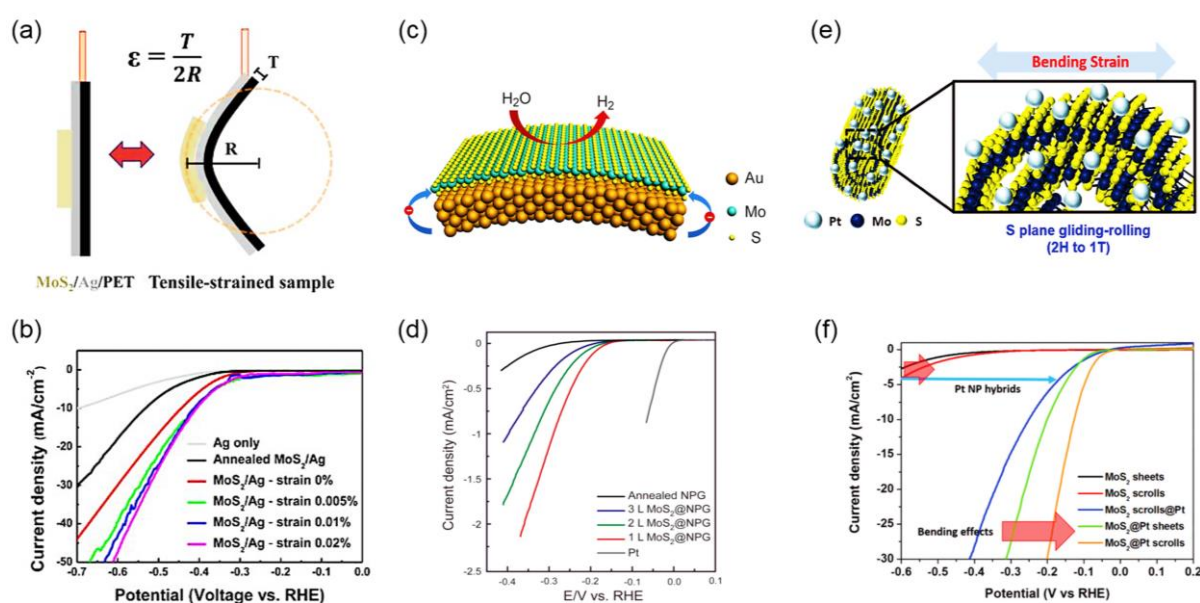 (a)
ε = T/2R
T
R
MoS₂/Ag/PET Tensile-strained sample
(b)
Current density (mA/cm⁻²)
0
-10
-20
-30
-40
-50
Ag only
Annealed MoS₂/Ag
MoS₂/Ag - strain 0%
MoS₂/Ag - strain 0.005%
MoS₂/Ag - strain 0.01%
MoS₂/Ag - strain 0.02%
-0.7 -0.6 -0.5 -0.4 -0.3 -0.2 -0.1 0.0
Potential (Voltage vs. RHE)
(c)
H₂O H₂
Au
Mo
S
(d)
Current density (mA/cm²)
0
-0.5
-1.0
-1.5
-2.0
-2.5
Annealed NPG
3 L MoS₂@NPG
2 L MoS₂@NPG
1 L MoS₂@NPG
Pt
-0.4 -0.3 -0.2 -0.1 0.0 0.1
E/V vs. RHE
(e)
Bending Strain
Pt Mo S
S plane gliding-rolling
(2H to 1T)
(f)
Current density (mA/cm²)
0
-5
-10
-15
-20
-25
-30
Pt NP hybrids
Bending effects
MoS₂ sheets
MoS₂ scrolls
MoS₂ scrolls@Pt
MoS₂@Pt sheets
MoS₂@Pt scrolls
-0.6 -0.5 -0.4 -0.3 -0.2 -0.1 0.0 0.1 0.2
Potential (V vs RHE)